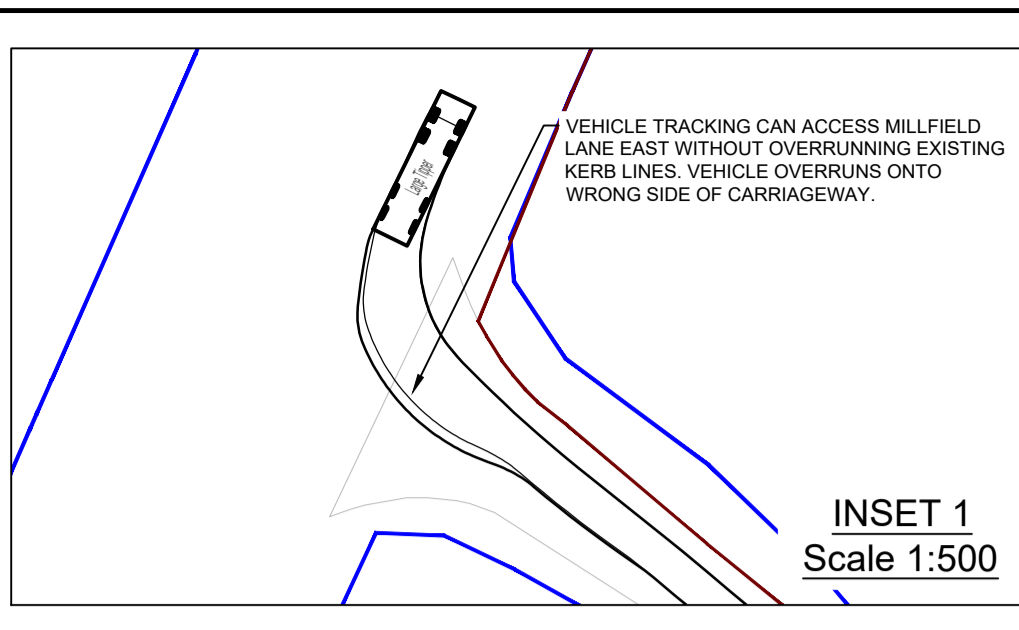 VEHICLE TRACKING CAN ACCESS MILLFIELD
LANE EAST WITHOUT OVERRUNNING EXISTING
KERB LINES. VEHICLE OVERRUNS ONTO
WRONG SIDE OF CARRIAGEWAY.
Large Tipper
INSET 1
Scale 1:500